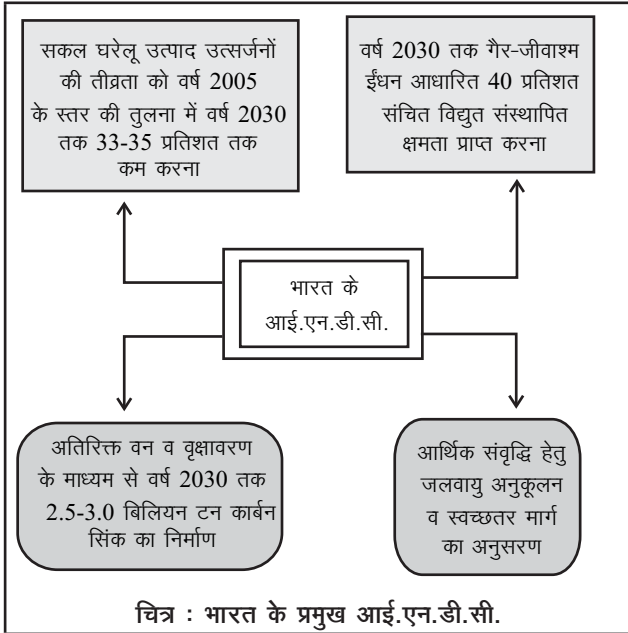 सकल घरेलू उत्पाद उत्सर्जनों
की तीव्रता को वर्ष 2005
के स्तर की तुलना में वर्ष 2030
तक 33-35 प्रतिशत तक
कम करना
वर्ष 2030 तक गैर-जीवाश्म
ईंधन आधारित 40 प्रतिशत
संचित विद्युत संस्थापित
क्षमता प्राप्त करना
भारत के
आई.एन.डी.सी.
अतिरिक्त वन व वृक्षावरण
के माध्यम से वर्ष 2030 तक
2.5-3.0 बिलियन टन कार्बन
सिंक का निर्माण
आर्थिक संवृद्धि हेतु
जलवायु अनुकूलन
व स्वच्छतर मार्ग
का अनुसरण
चित्र : भारत के प्रमुख आई.एन.डी.सी.